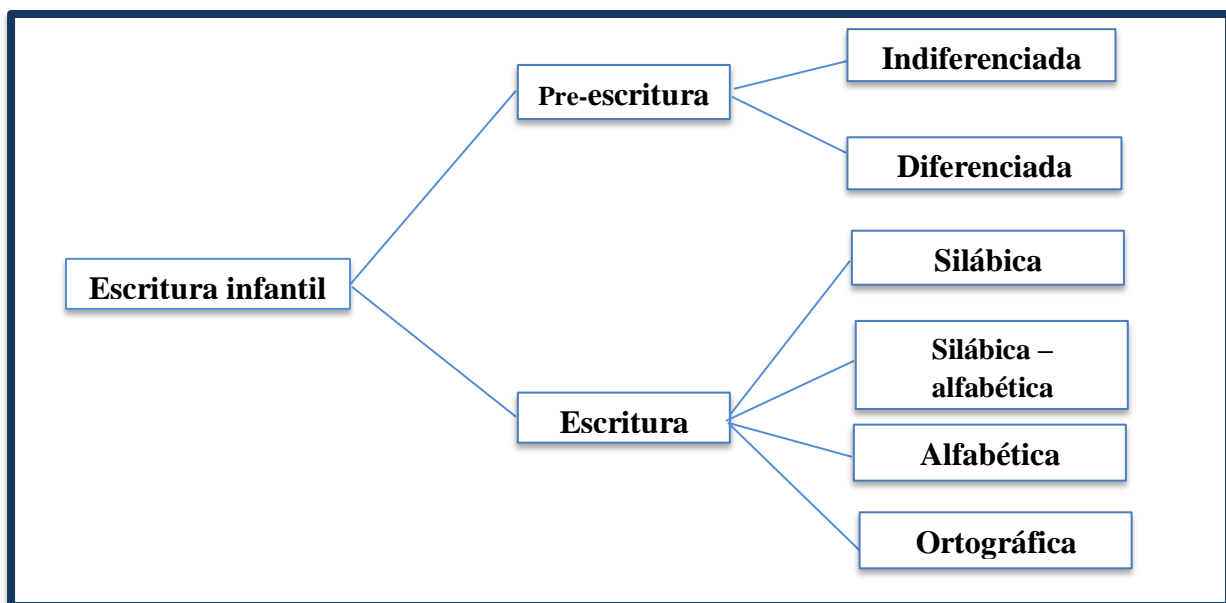 Indiferenciada
Pre-escritura
Diferenciada
Silábica
Escritura infantil
Silábica –
alfabética
Escritura
Alfabética
Ortográfica